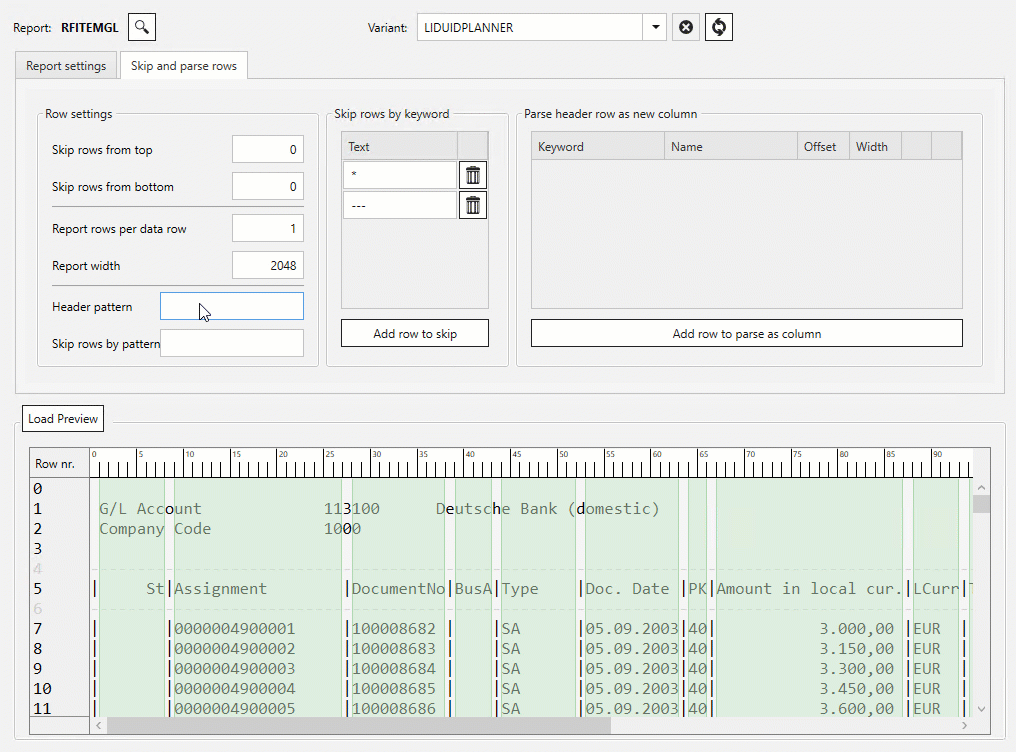 Report: RFITEMGL Variant: LIDUIDPLANNER
Report settings Skip and parse rows
Row settings Skip rows by keyword Parse header row as new column
Skip rows from top 0 Text Keyword Name Offset Width
*
Skip rows from bottom 0
---
Report rows per data row 1
Report width 2048
Header pattern
Skip rows by pattern Add row to skip Add row to parse as column
Load Preview
Row nr. 0 5 10 15 20 25 30 35 40 45 50 55 60 65 70 75 80 85 90
0
1 G/L Account 113100 Deutsche Bank (domestic)
2 Company Code 1000
3
4
5 | St|Assignment |DocumentNo|BusA|Type |Doc. Date |PK|Amount in local cur.|LCurr|
6
7 | |0000004900001 |100008682 | |SA |05.09.2003|40| 3.000,00 |EUR |
8 | |0000004900002 |100008683 | |SA |05.09.2003|40| 3.150,00 |EUR |
9 | |0000004900003 |100008684 | |SA |05.09.2003|40| 3.300,00 |EUR |
10 | |0000004900004 |100008685 | |SA |05.09.2003|40| 3.450,00 |EUR |
11 | |0000004900005 |100008686 | |SA |05.09.2003|40| 3.600,00 |EUR |